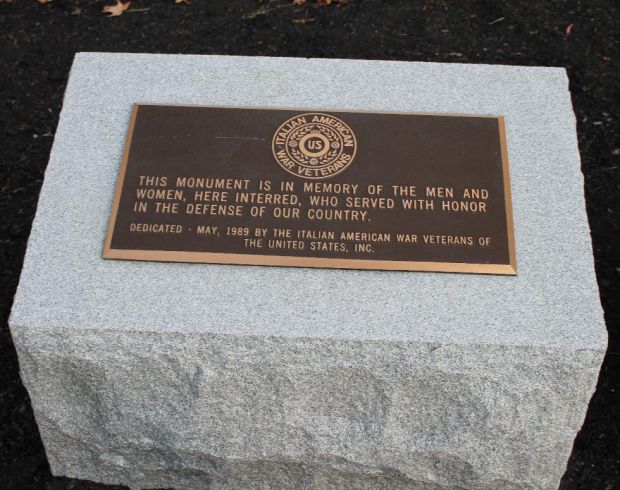 ITALIAN AMERICAN
US
WAR VETERANS
THIS MONUMENT IS IN MEMORY OF THE MEN AND
WOMEN, HERE INTERRED, WHO SERVED WITH HONOR
IN THE DEFENSE OF OUR COUNTRY.
DEDICATED - MAY, 1989 BY THE ITALIAN AMERICAN WAR VETERANS OF
THE UNITED STATES, INC.